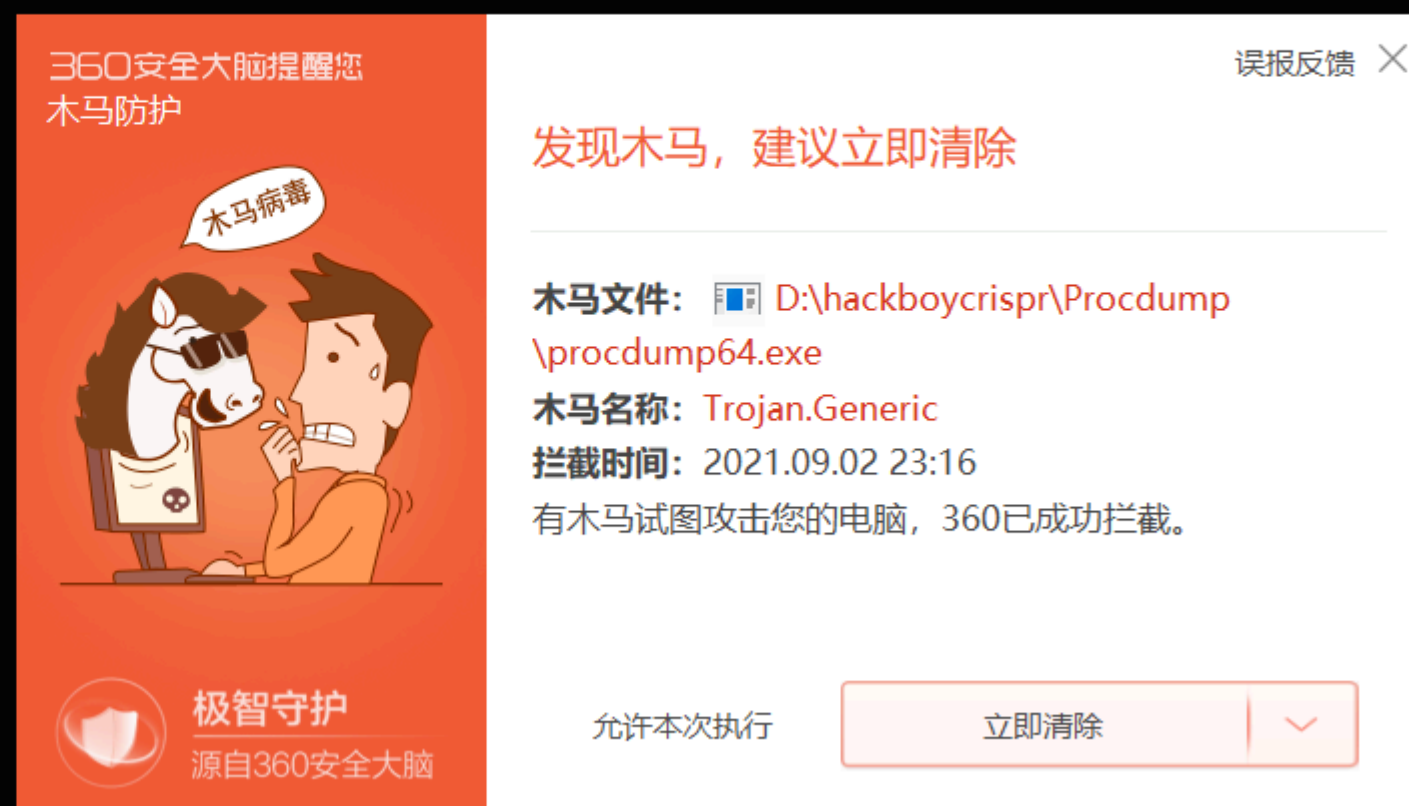 360安全大脑提醒您
木马防护
木马病毒
极智守护
源自360安全大脑
误报反馈
发现木马，建议立即清除
木马文件： D:\hackboycrispr\Procdump
\procdump64.exe
木马名称：Trojan.Generic
拦截时间：2021.09.02 23:16
有木马试图攻击您的电脑，360已成功拦截。
允许本次执行
立即清除